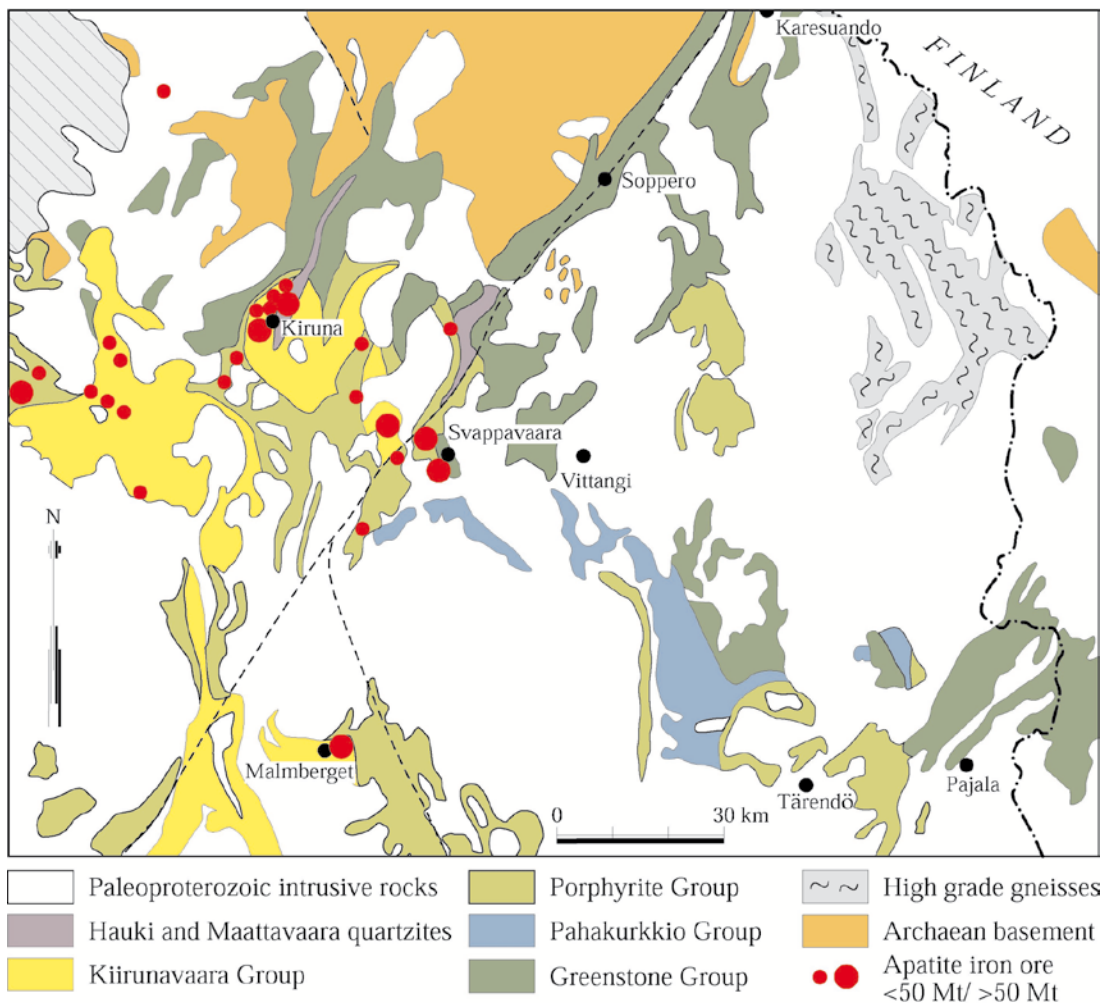 Karesuando
FINLAND
Soppero
Kiruna
Svappavaara
Vittangi
N
Malmberget
0 30 km
Tärendö
Pajala
Paleoproterozoic intrusive rocks
Hauki and Maattavaara quartzites
Kiirunavaara Group
Porphyrite Group
Pahakurkkio Group
Greenstone Group
High grade gneisses
Archaean basement
Apatite iron ore
<50 Mt/ >50 Mt